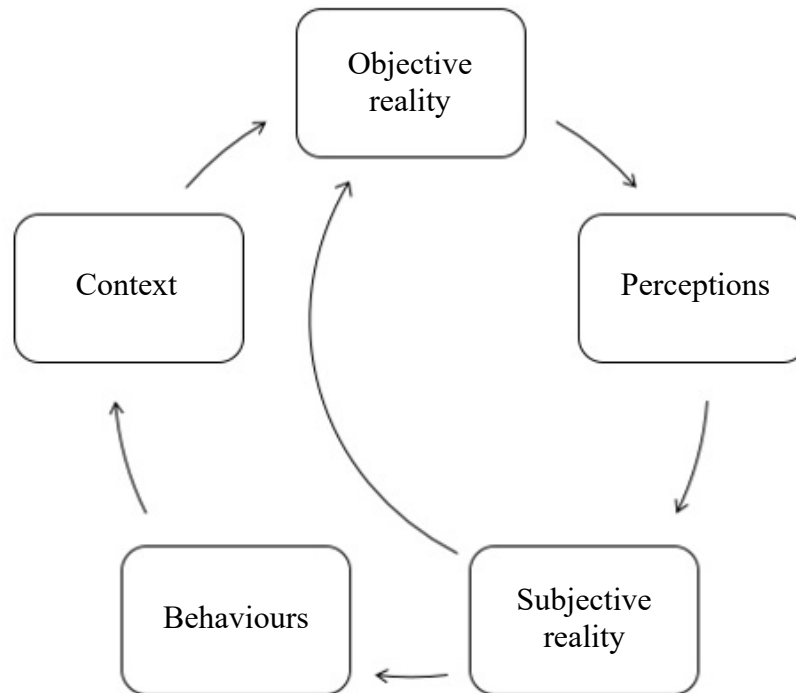 Objective
reality
Context
Perceptions
Behaviours
Subjective
reality